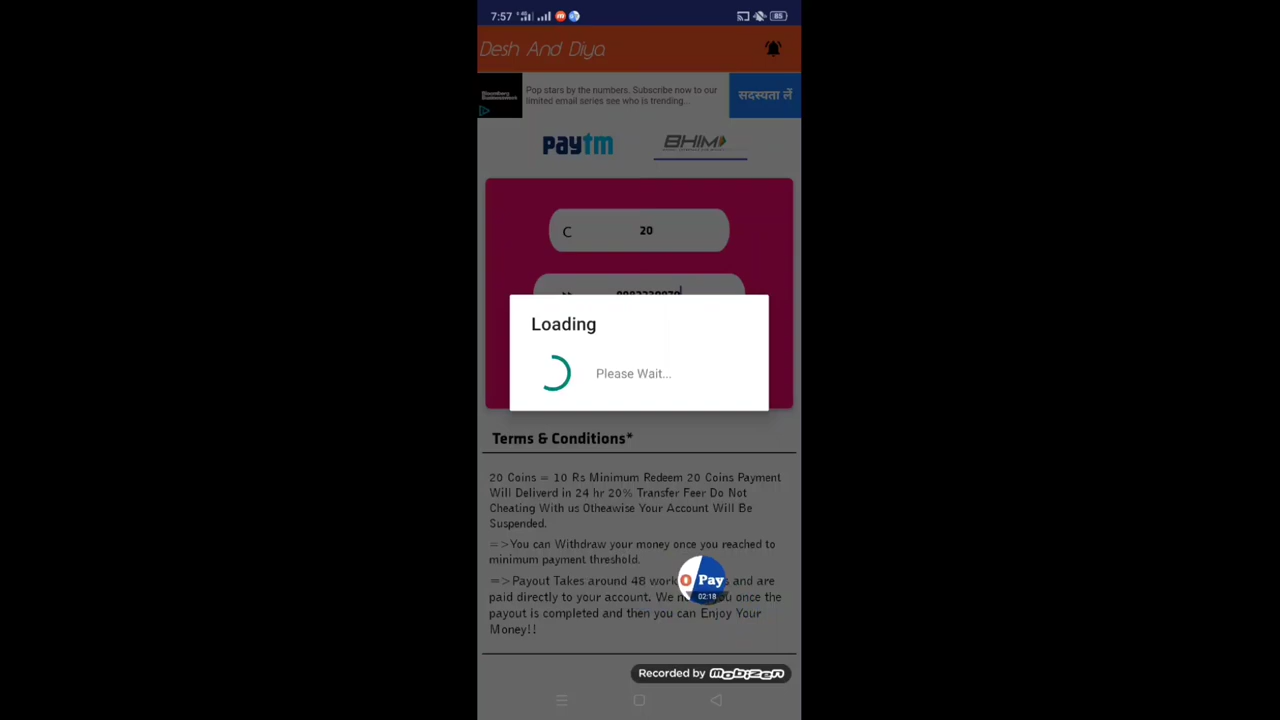 7:57
85
Desh And Diya
Bloomberg Businessweek
Pop stars by the numbers. Subscribe now to our
limited email series see who is trending...
सदस्यता लें
paytm
BHIM
C 20
Loading
Please Wait...
Terms & Conditions*
20 Coins = 10 Rs Minimum Redeem 20 Coins Payment
Will Deliverd in 24 hr 20% Transfer Feer Do Not
Cheating With us Otheawise Your Account Will Be
Suspended.
=>You can Withdraw your money once you reached to
minimum payment threshold.
=>Payout Takes around 48 and are
paid directly to your account. We once the
payout is completed and then you can Enjoy Your
Money!!
O Pay
02:18
Recorded by mobizen